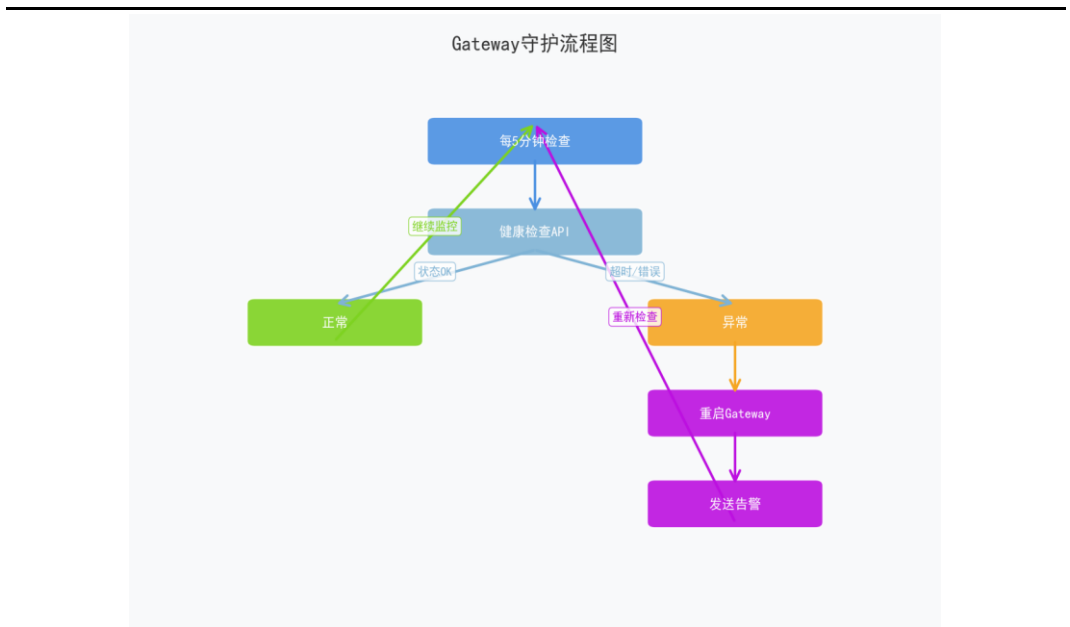 Gateway守护流程图
每5分钟检查
继续监控
健康检查API
状态OK
超时/错误
重新检查
正常
异常
重启Gateway
发送告警